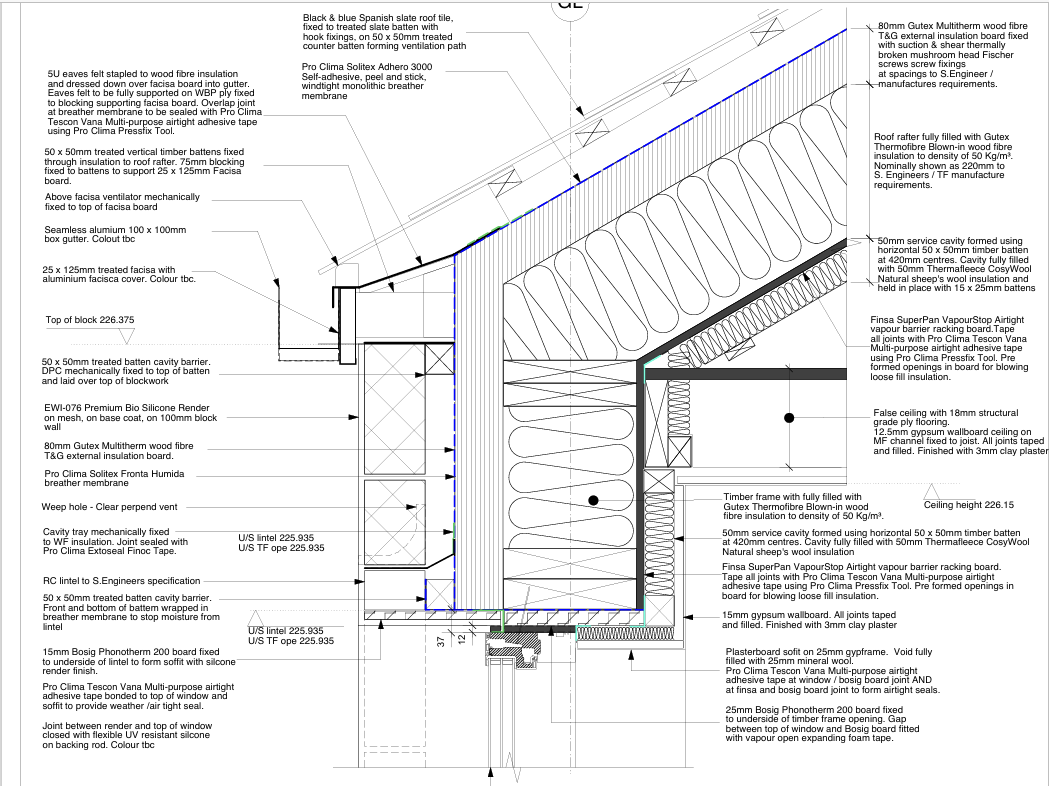 GL
Black & blue Spanish slate roof tile,
fixed to treated slate batten with
hook fixings, on 50 x 50mm treated
counter batten forming ventilation path
Pro Clima Solitex Adhero 3000
Self-adhesive, peel and stick,
windtight monolithic breather
membrane
5U eaves felt stapled to wood fibre insulation
and dressed down over facisa board into gutter.
Eaves felt to be fully supported on WBP ply fixed
to blocking supporting facisa board. Overlap joint
at breather membrane to be sealed with Pro Clima
Tescon Vana Multi-purpose airtight adhesive tape
using Pro Clima Pressfix Tool.
50 x 50mm treated vertical timber battens fixed
through insulation to roof rafter. 75mm blocking
fixed to battens to support 25 x 125mm Facisa
board.
Above facisa ventilator mechanically
fixed to top of facisa board
Seamless alumium 100 x 100mm
box gutter. Colout tbc
25 x 125mm treated facisa with
aluminium facisca cover. Colour tbc.
Top of block 226.375
50 x 50mm treated batten cavity barrier.
DPC mechanically fixed to top of batten
and laid over top of blockwork
EWI-076 Premium Bio Silicone Render
on mesh, on base coat, on 100mm block
wall
80mm Gutex Multitherm wood fibre
T&G external insulation board.
Pro Clima Solitex Fronta Humida
breather membrane
Weep hole - Clear perpend vent
Cavity tray mechanically fixed
to WF insulation. Joint sealed with
Pro Clima Extoseal Finoc Tape.
U/S lintel 225.935
U/S TF ope 225.935
RC lintel to S.Engineers specification
50 x 50mm treated batten cavity barrier.
Front and bottom of battem wrapped in
breather membrane to stop moisture from
lintel
U/S lintel 225.935
U/S TF ope 225.935
15mm Bosig Phonotherm 200 board fixed
to underside of lintel to form soffit with silcone
render finish.
Pro Clima Tescon Vana Multi-purpose airtight
adhesive tape bonded to top of window and
soffit to provide weather /air tight seal.
Joint between render and top of window
closed with flexible UV resistant silcone
on backing rod. Colour tbc
37
12
80mm Gutex Multitherm wood fibre
T&G external insulation board fixed
with suction & shear thermally
broken mushroom head Fischer
screws screw fixings
at spacings to S.Engineer /
manufactures requirements.
Roof rafter fully filled with Gutex
Thermofibre Blown-in wood fibre
insulation to density of 50 Kg/m³.
Nominally shown as 220mm to
S. Engineers / TF manufacture
requirements.
50mm service cavity formed using
horizontal 50 x 50mm timber batten
at 420mm centres. Cavity fully filled
with 50mm Thermafleece CosyWool
Natural sheep's wool insulation and
held in place with 15 x 25mm battens
Finsa SuperPan VapourStop Airtight
vapour barrier racking board.Tape
all joints with Pro Clima Tescon Vana
Multi-purpose airtight adhesive tape
using Pro Clima Pressfix Tool. Pre
formed openings in board for blowing
loose fill insulation.
False ceiling with 18mm structural
grade ply flooring.
12.5mm gypsum wallboard ceiling on
MF channel fixed to joist. All joints taped
and filled. Finished with 3mm clay plaster
Ceiling height 226.15
Timber frame with fully filled with
Gutex Thermofibre Blown-in wood
fibre insulation to density of 50 Kg/m³.
50mm service cavity formed using horizontal 50 x 50mm timber batten
at 420mm centres. Cavity fully filled with 50mm Thermafleece CosyWool
Natural sheep's wool insulation
Finsa SuperPan VapourStop Airtight vapour barrier racking board.
Tape all joints with Pro Clima Tescon Vana Multi-purpose airtight
adhesive tape using Pro Clima Pressfix Tool. Pre formed openings in
board for blowing loose fill insulation.
15mm gypsum wallboard. All joints taped
and filled. Finished with 3mm clay plaster
Plasterboard sofit on 25mm gypframe. Void fully
filled with 25mm mineral wool.
Pro Clima Tescon Vana Multi-purpose airtight
adhesive tape at window / bosig board joint AND
at finsa and bosig board joint to form airtight seals.
25mm Bosig Phonotherm 200 board fixed
to underside of timber frame opening. Gap
between top of window and Bosig board fitted
with vapour open expanding foam tape.